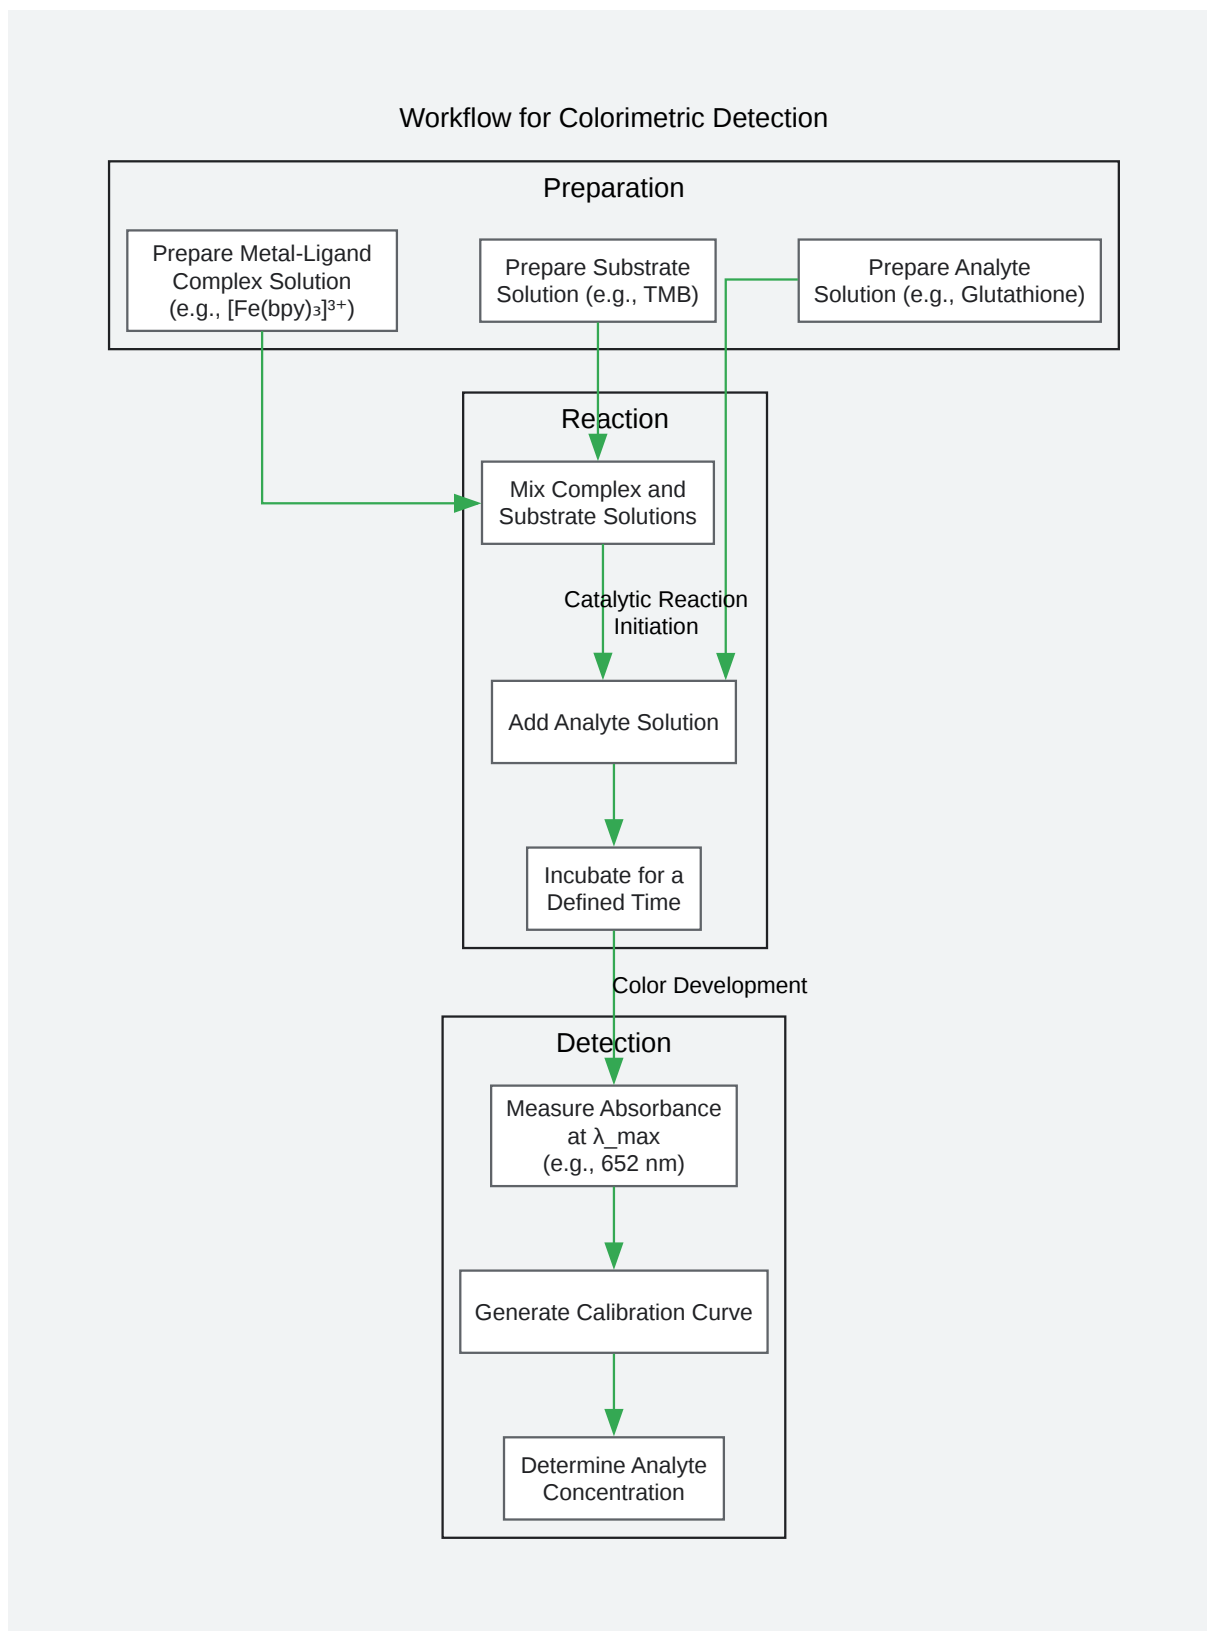 Workflow for Colorimetric Detection
Preparation
Prepare Metal-Ligand
Complex Solution
(e.g., [Fe(bpy)₃]³⁺)
Prepare Substrate
Solution (e.g., TMB)
Prepare Analyte
Solution (e.g., Glutathione)
Reaction
Mix Complex and
Substrate Solutions
Catalytic Reaction
Initiation
Add Analyte Solution
Incubate for a
Defined Time
Color Development
Detection
Measure Absorbance
at λ_max
(e.g., 652 nm)
Generate Calibration Curve
Determine Analyte
Concentration